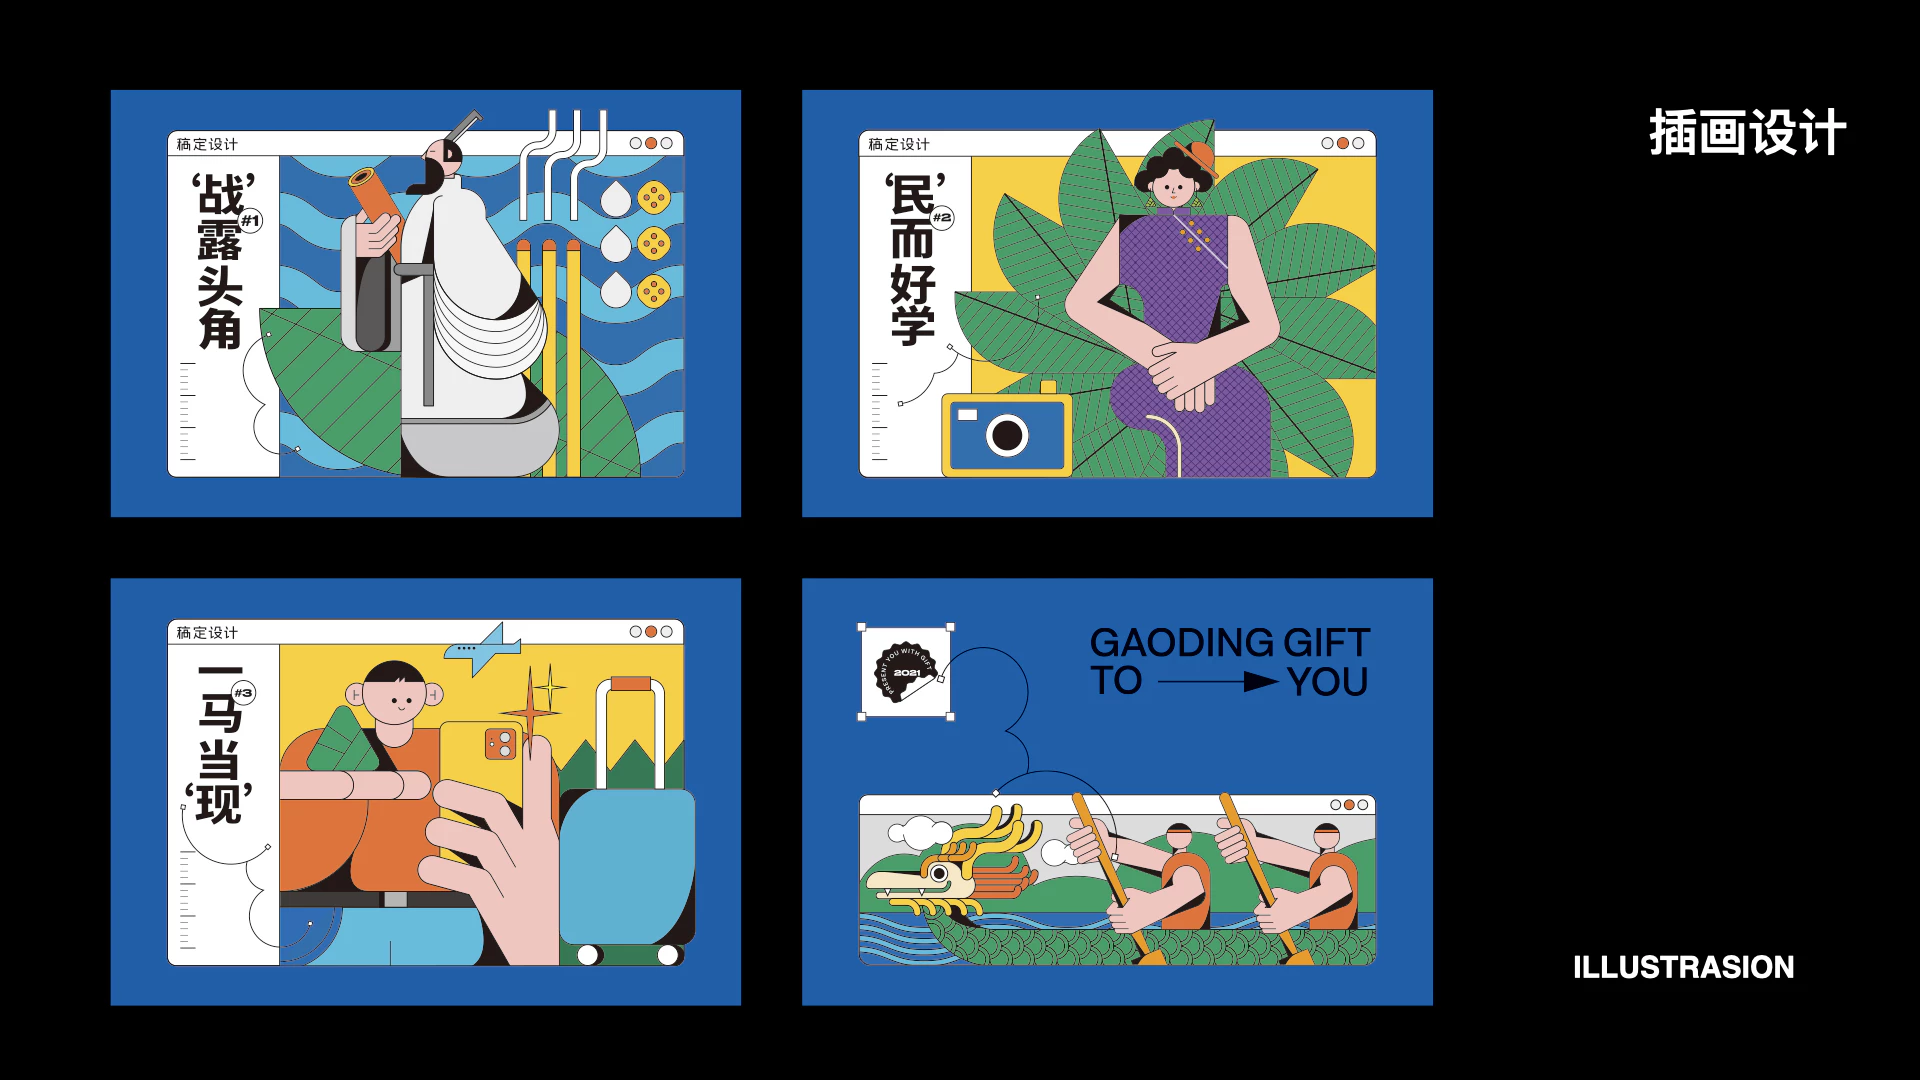 插画设计
稿定设计
‘战’
露
头
角
#1
稿定设计
‘民’
而
好
学
#2
稿定设计
一
马
当
‘现’
#3
PRESENT YOU WITH GIFT
2021
GAODING GIFT
TO YOU
ILLUSTRASION